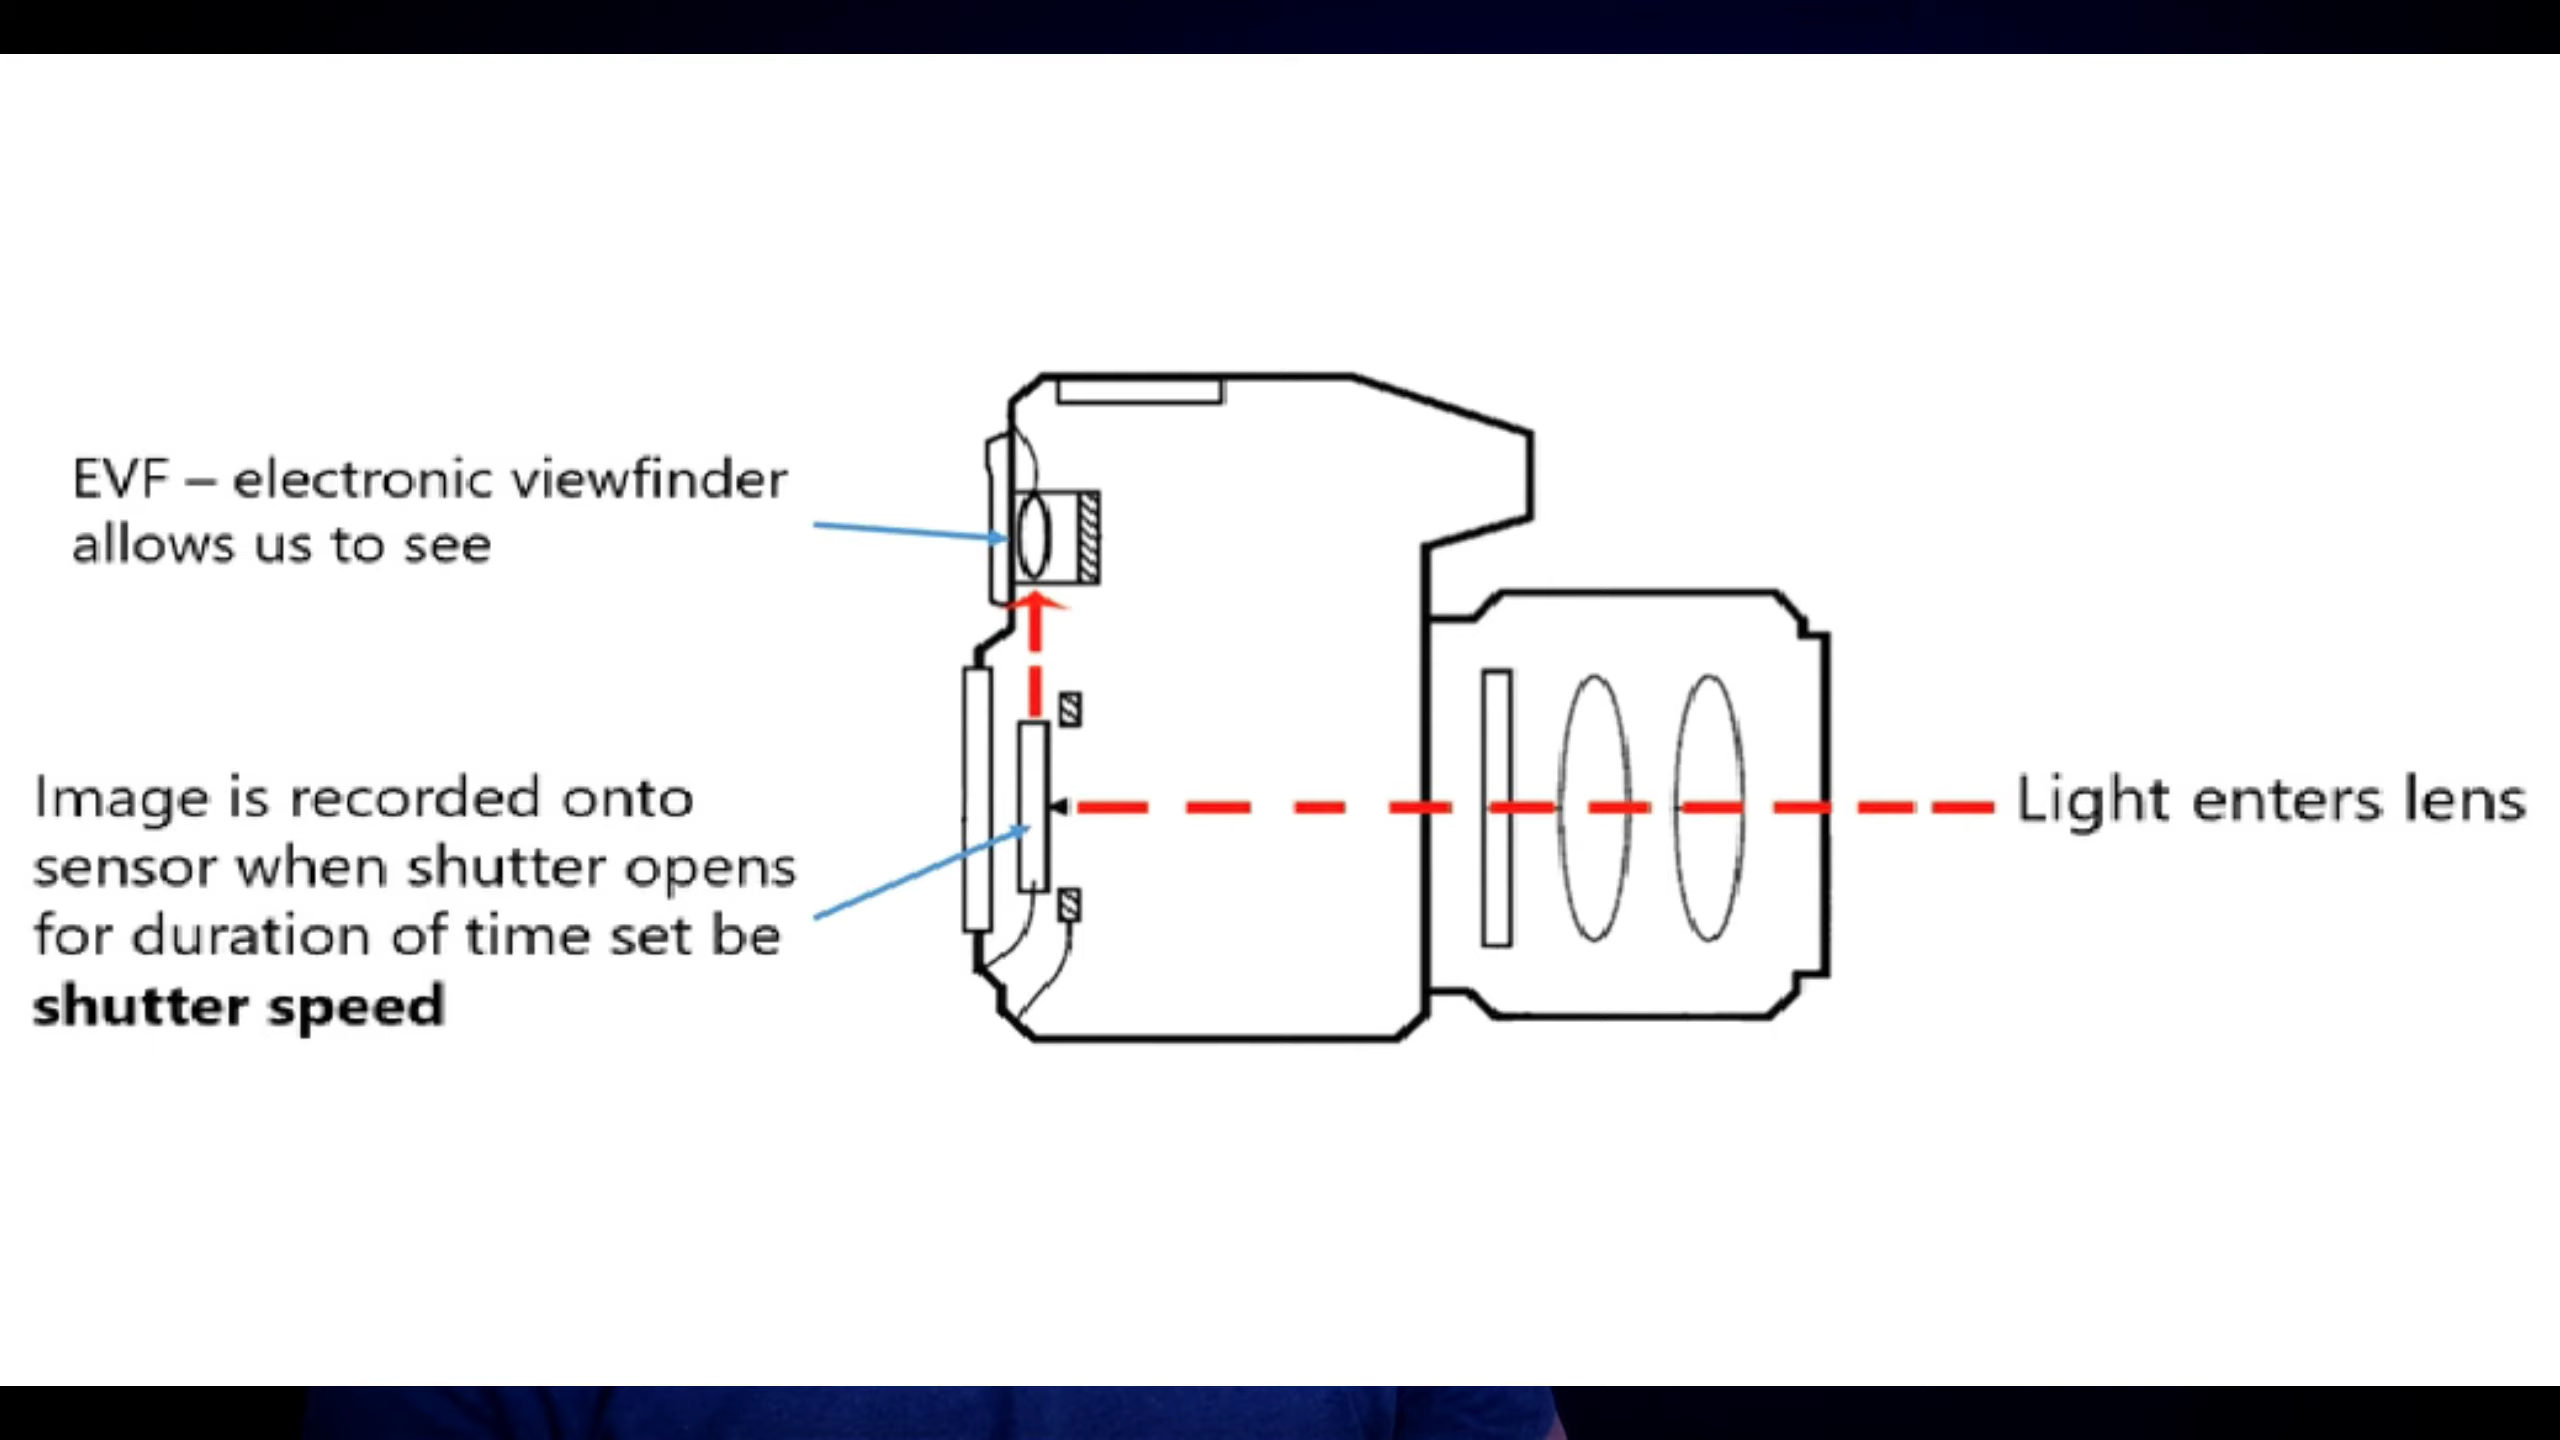 EVF – electronic viewfinder
allows us to see
Image is recorded onto
sensor when shutter opens
for duration of time set be
shutter speed
Light enters lens